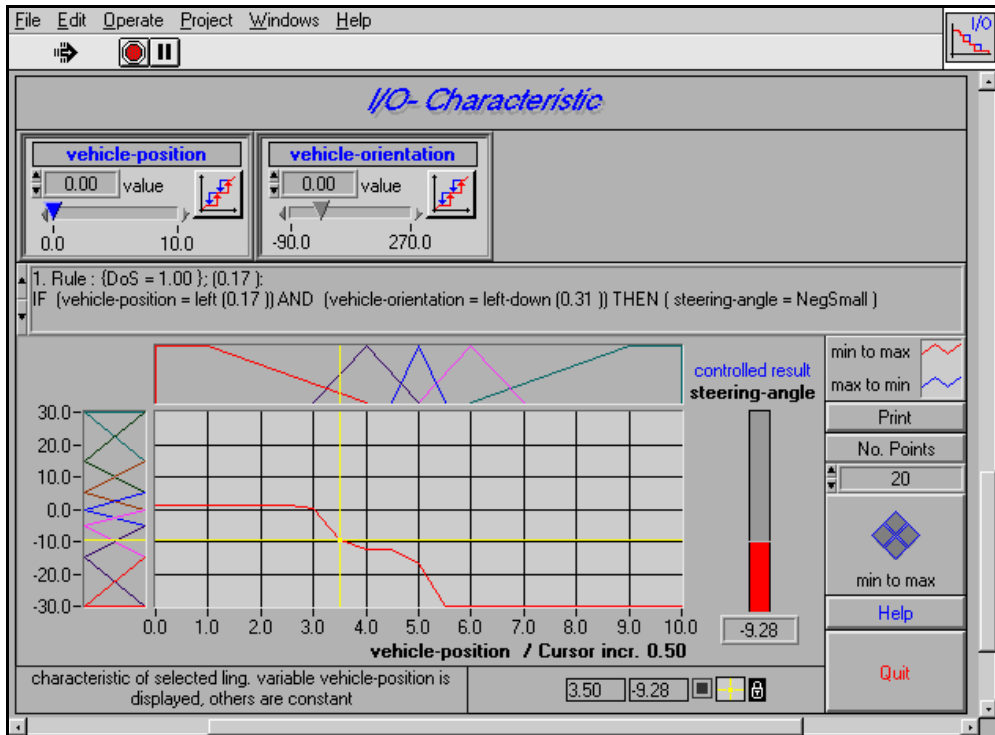 File Edit Operate Project Windows Help
I/O
I/O- Characteristic
vehicle-position
0.00 value
0.0 10.0
vehicle-orientation
0.00 value
-90.0 270.0
1. Rule : {DoS = 1.00 }; (0.17 ):
IF (vehicle-position = left (0.17 )) AND (vehicle-orientation = left-down (0.31 )) THEN ( steering-angle = NegSmall )
30.0
20.0
10.0
0.0
-10.0
-20.0
-30.0
0.0 1.0 2.0 3.0 4.0 5.0 6.0 7.0 8.0 9.0 10.0
vehicle-position / Cursor incr. 0.50
controlled result
steering-angle
-9.28
min to max
max to min
Print
No. Points
20
min to max
Help
Quit
characteristic of selected ling. variable vehicle-position is
displayed, others are constant
3.50 -9.28